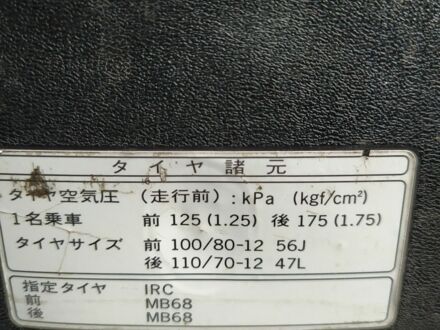 タイヤ諸元
タイヤ空気圧 (走行前):kPa (kgf/cm²)
1名乗車 前 125(1.25) 後 175(1.75)
タイヤサイズ 前 100/80-12 56J
後 110/70-12 47L
指定タイヤ IRC
前 MB68
後 MB68